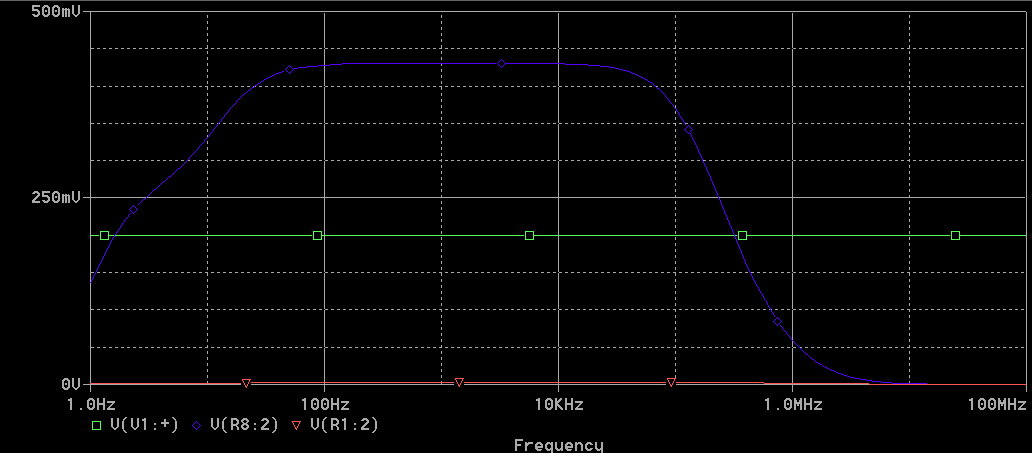 500mV
250mV
0V
1.0Hz 100Hz 10KHz 1.0MHz 100MHz
V(V1:+) V(R8:2) V(R1:2)
Frequency